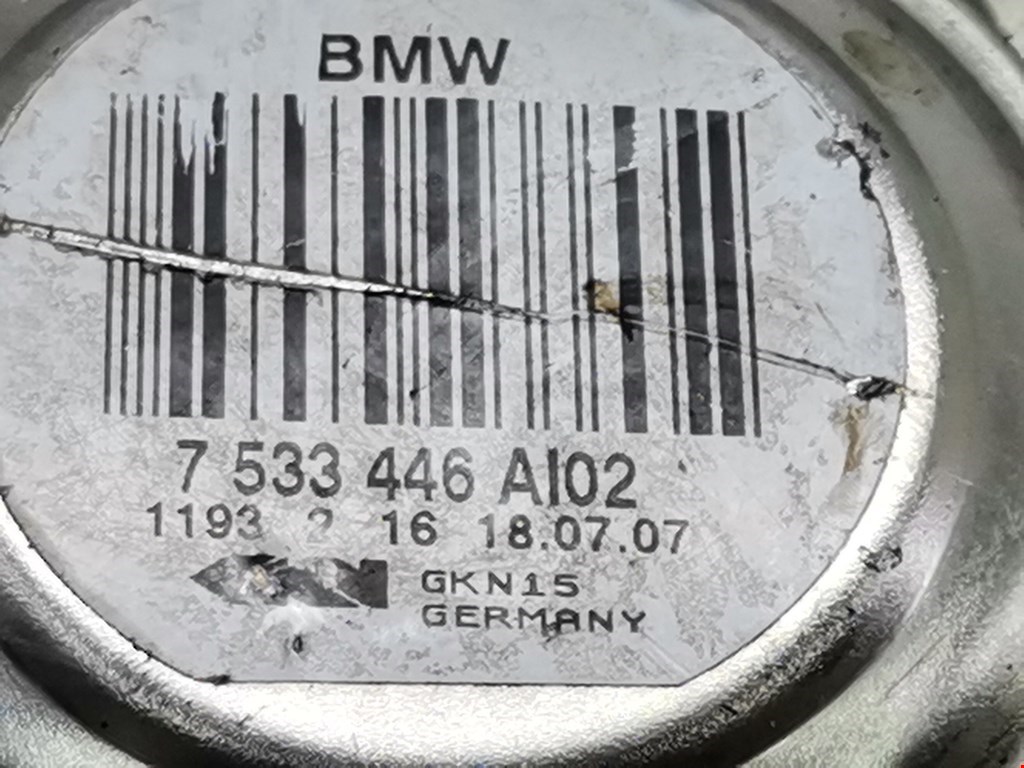 BMW
7 533 446 AI02
1193 2 16 18.07.07
GKN15
GERMANY